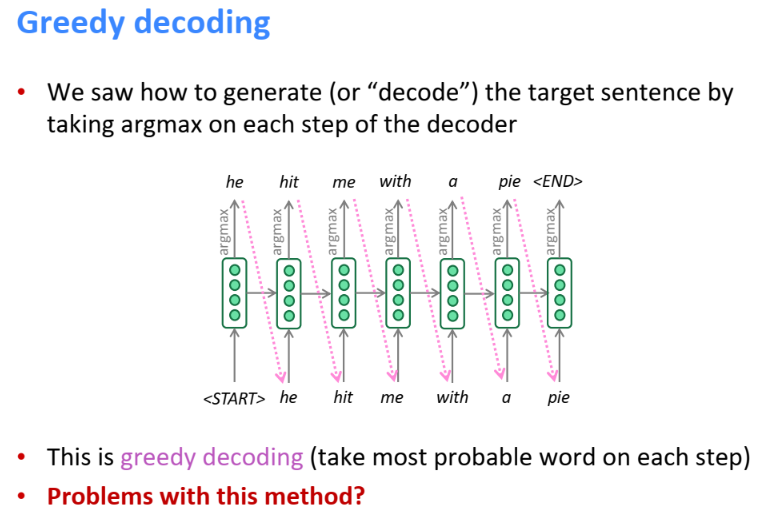 Greedy decoding
• We saw how to generate (or “decode”) the target sentence by
taking argmax on each step of the decoder
he hit me with a pie <END>
argmax argmax argmax argmax argmax argmax argmax
<START> he hit me with a pie
• This is greedy decoding (take most probable word on each step)
• Problems with this method?